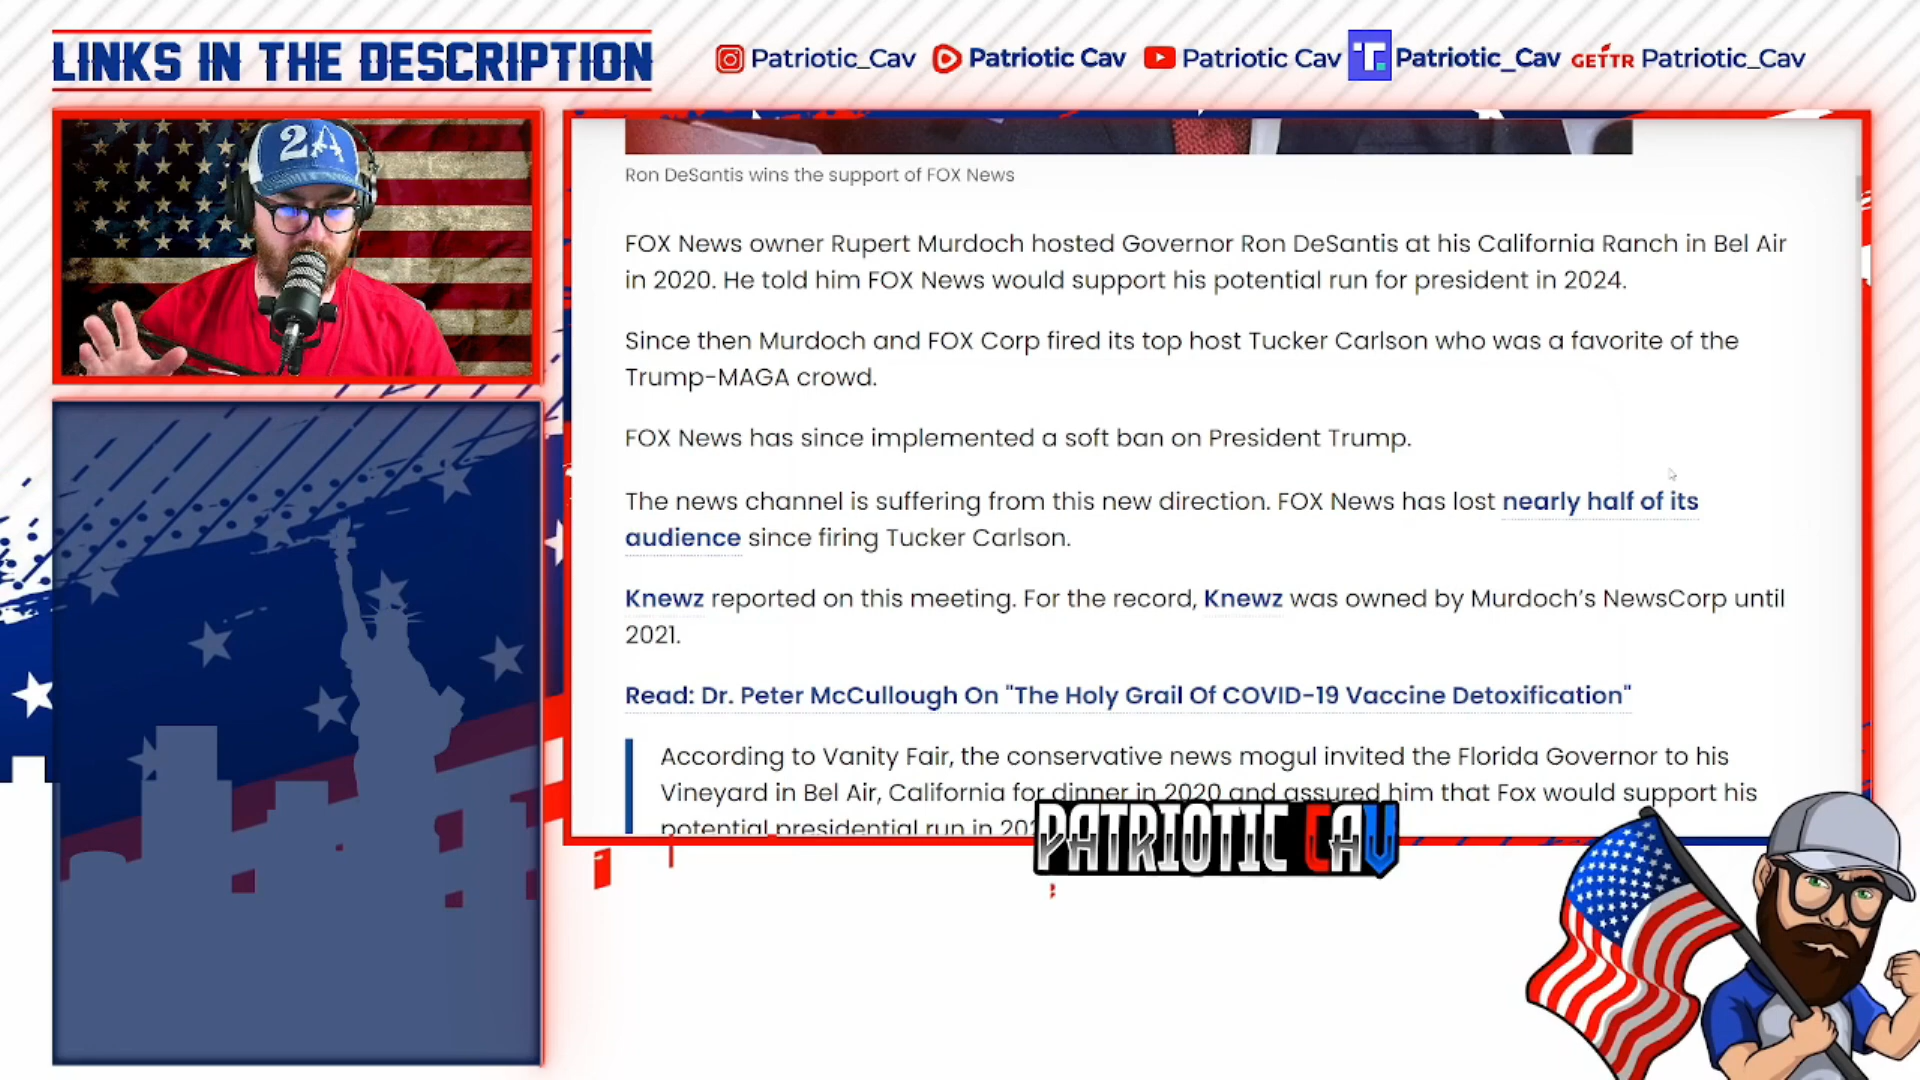 LINKS IN THE DESCRIPTION
Patriotic_Cav Patriotic Cav Patriotic Cav Patriotic_Cav GETTR Patriotic_Cav
2A
Ron DeSantis wins the support of FOX News
FOX News owner Rupert Murdoch hosted Governor Ron DeSantis at his California Ranch in Bel Air
in 2020. He told him FOX News would support his potential run for president in 2024.
Since then Murdoch and FOX Corp fired its top host Tucker Carlson who was a favorite of the
Trump-MAGA crowd.
FOX News has since implemented a soft ban on President Trump.
The news channel is suffering from this new direction. FOX News has lost nearly half of its
audience since firing Tucker Carlson.
Knewz reported on this meeting. For the record, Knewz was owned by Murdoch’s NewsCorp until
2021.
Read: Dr. Peter McCullough On "The Holy Grail Of COVID-19 Vaccine Detoxification"
According to Vanity Fair, the conservative news mogul invited the Florida Governor to his
Vineyard in Bel Air, California for dinner in 2020 and assured him that Fox would support his
potential presidential run in
PATRIOTIC CAV